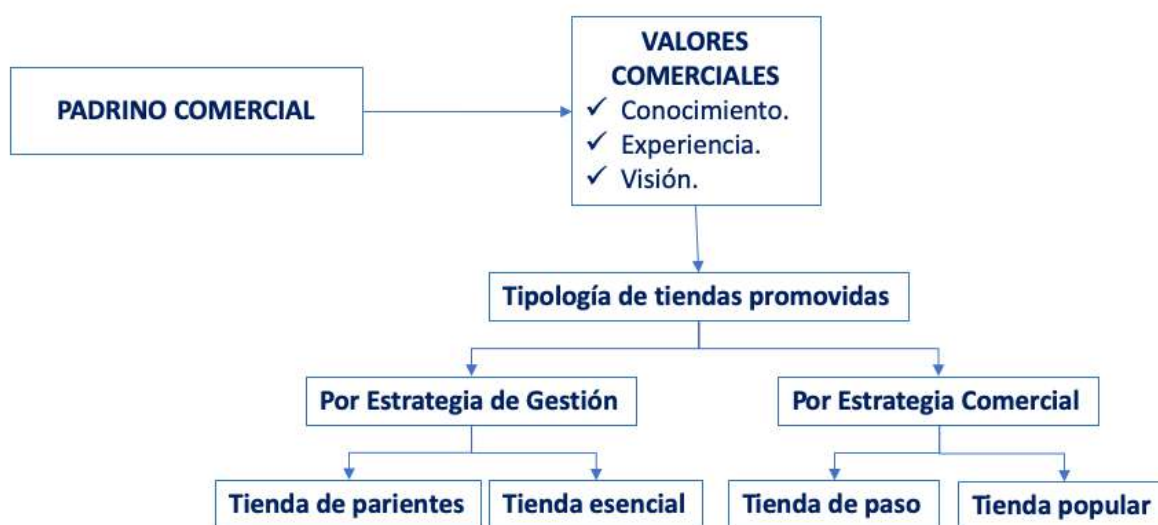 VALORES
COMERCIALES
✓ Conocimiento.
✓ Experiencia.
✓ Visión.
PADRINO COMERCIAL
Tipología de tiendas promovidas
Por Estrategia de Gestión
Por Estrategia Comercial
Tienda de parientes
Tienda esencial
Tienda de paso
Tienda popular